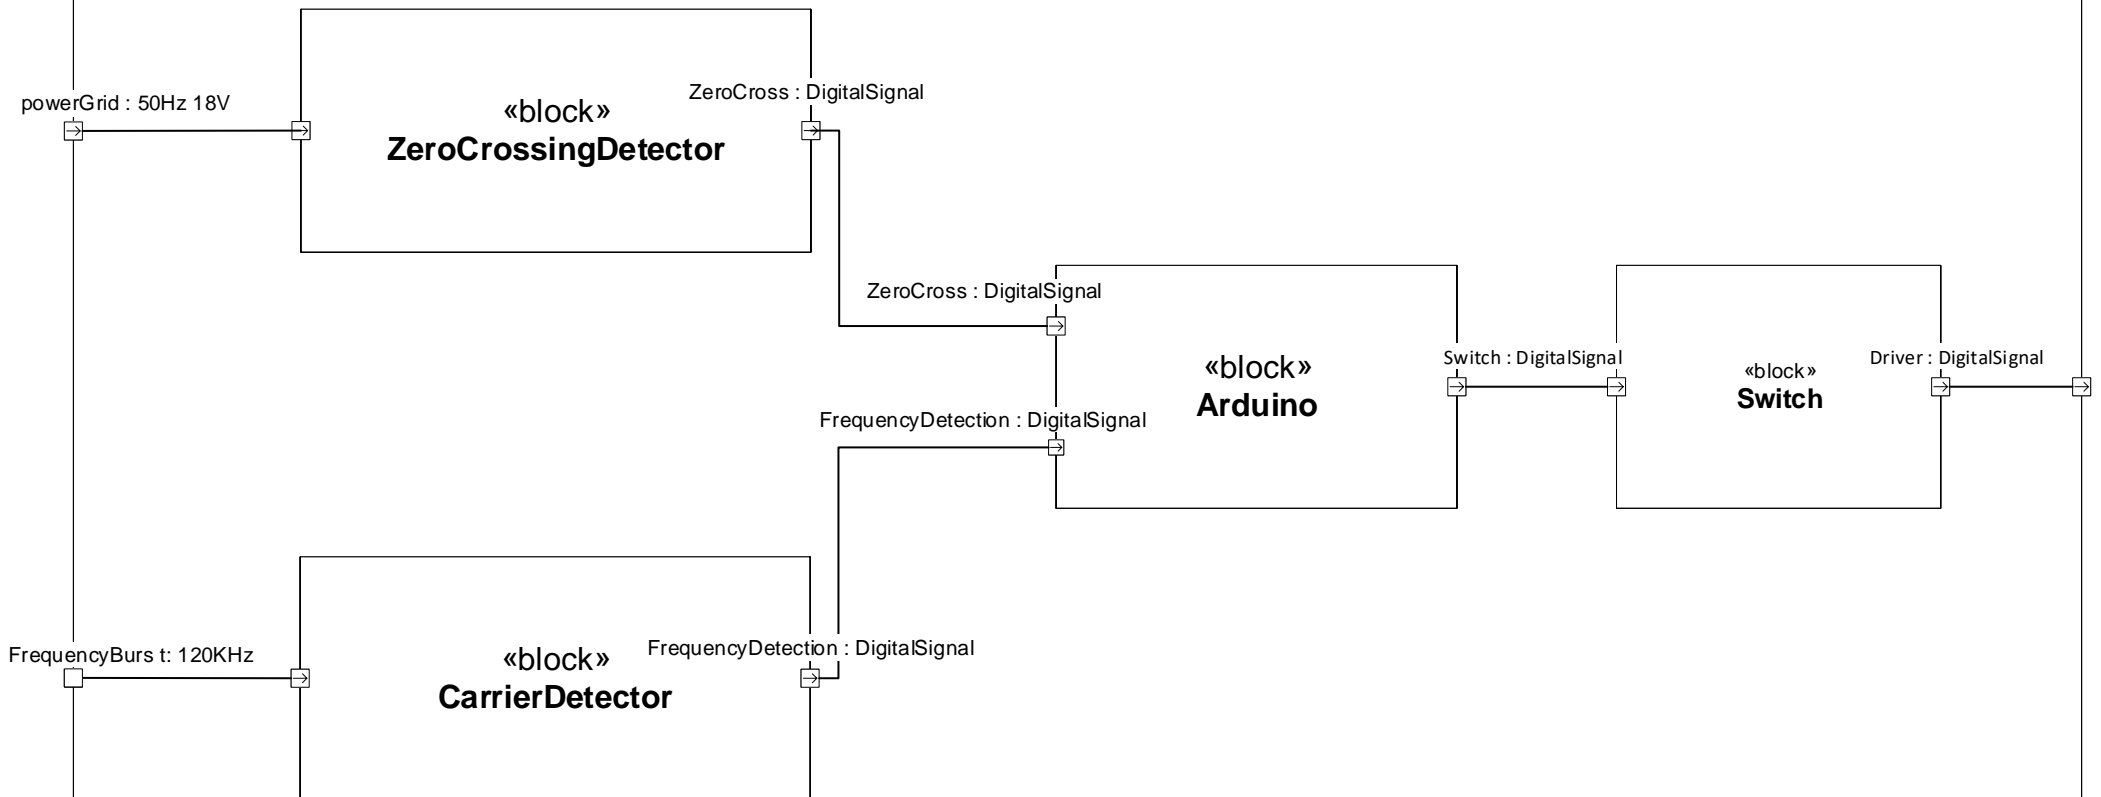 powerGrid : 50Hz 18V
«block»
ZeroCrossingDetector
ZeroCross : DigitalSignal
ZeroCross : DigitalSignal
FrequencyDetection : DigitalSignal
«block»
Arduino
Switch : DigitalSignal
«block»
Switch
Driver : DigitalSignal
FrequencyBurs t: 120KHz
«block»
CarrierDetector
FrequencyDetection : DigitalSignal